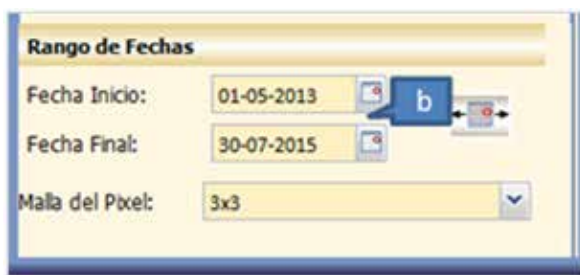 Rango de Fechas
Fecha Inicio: 01-05-2013
b
Fecha Final: 30-07-2015
Malla del Pixel: 3x3